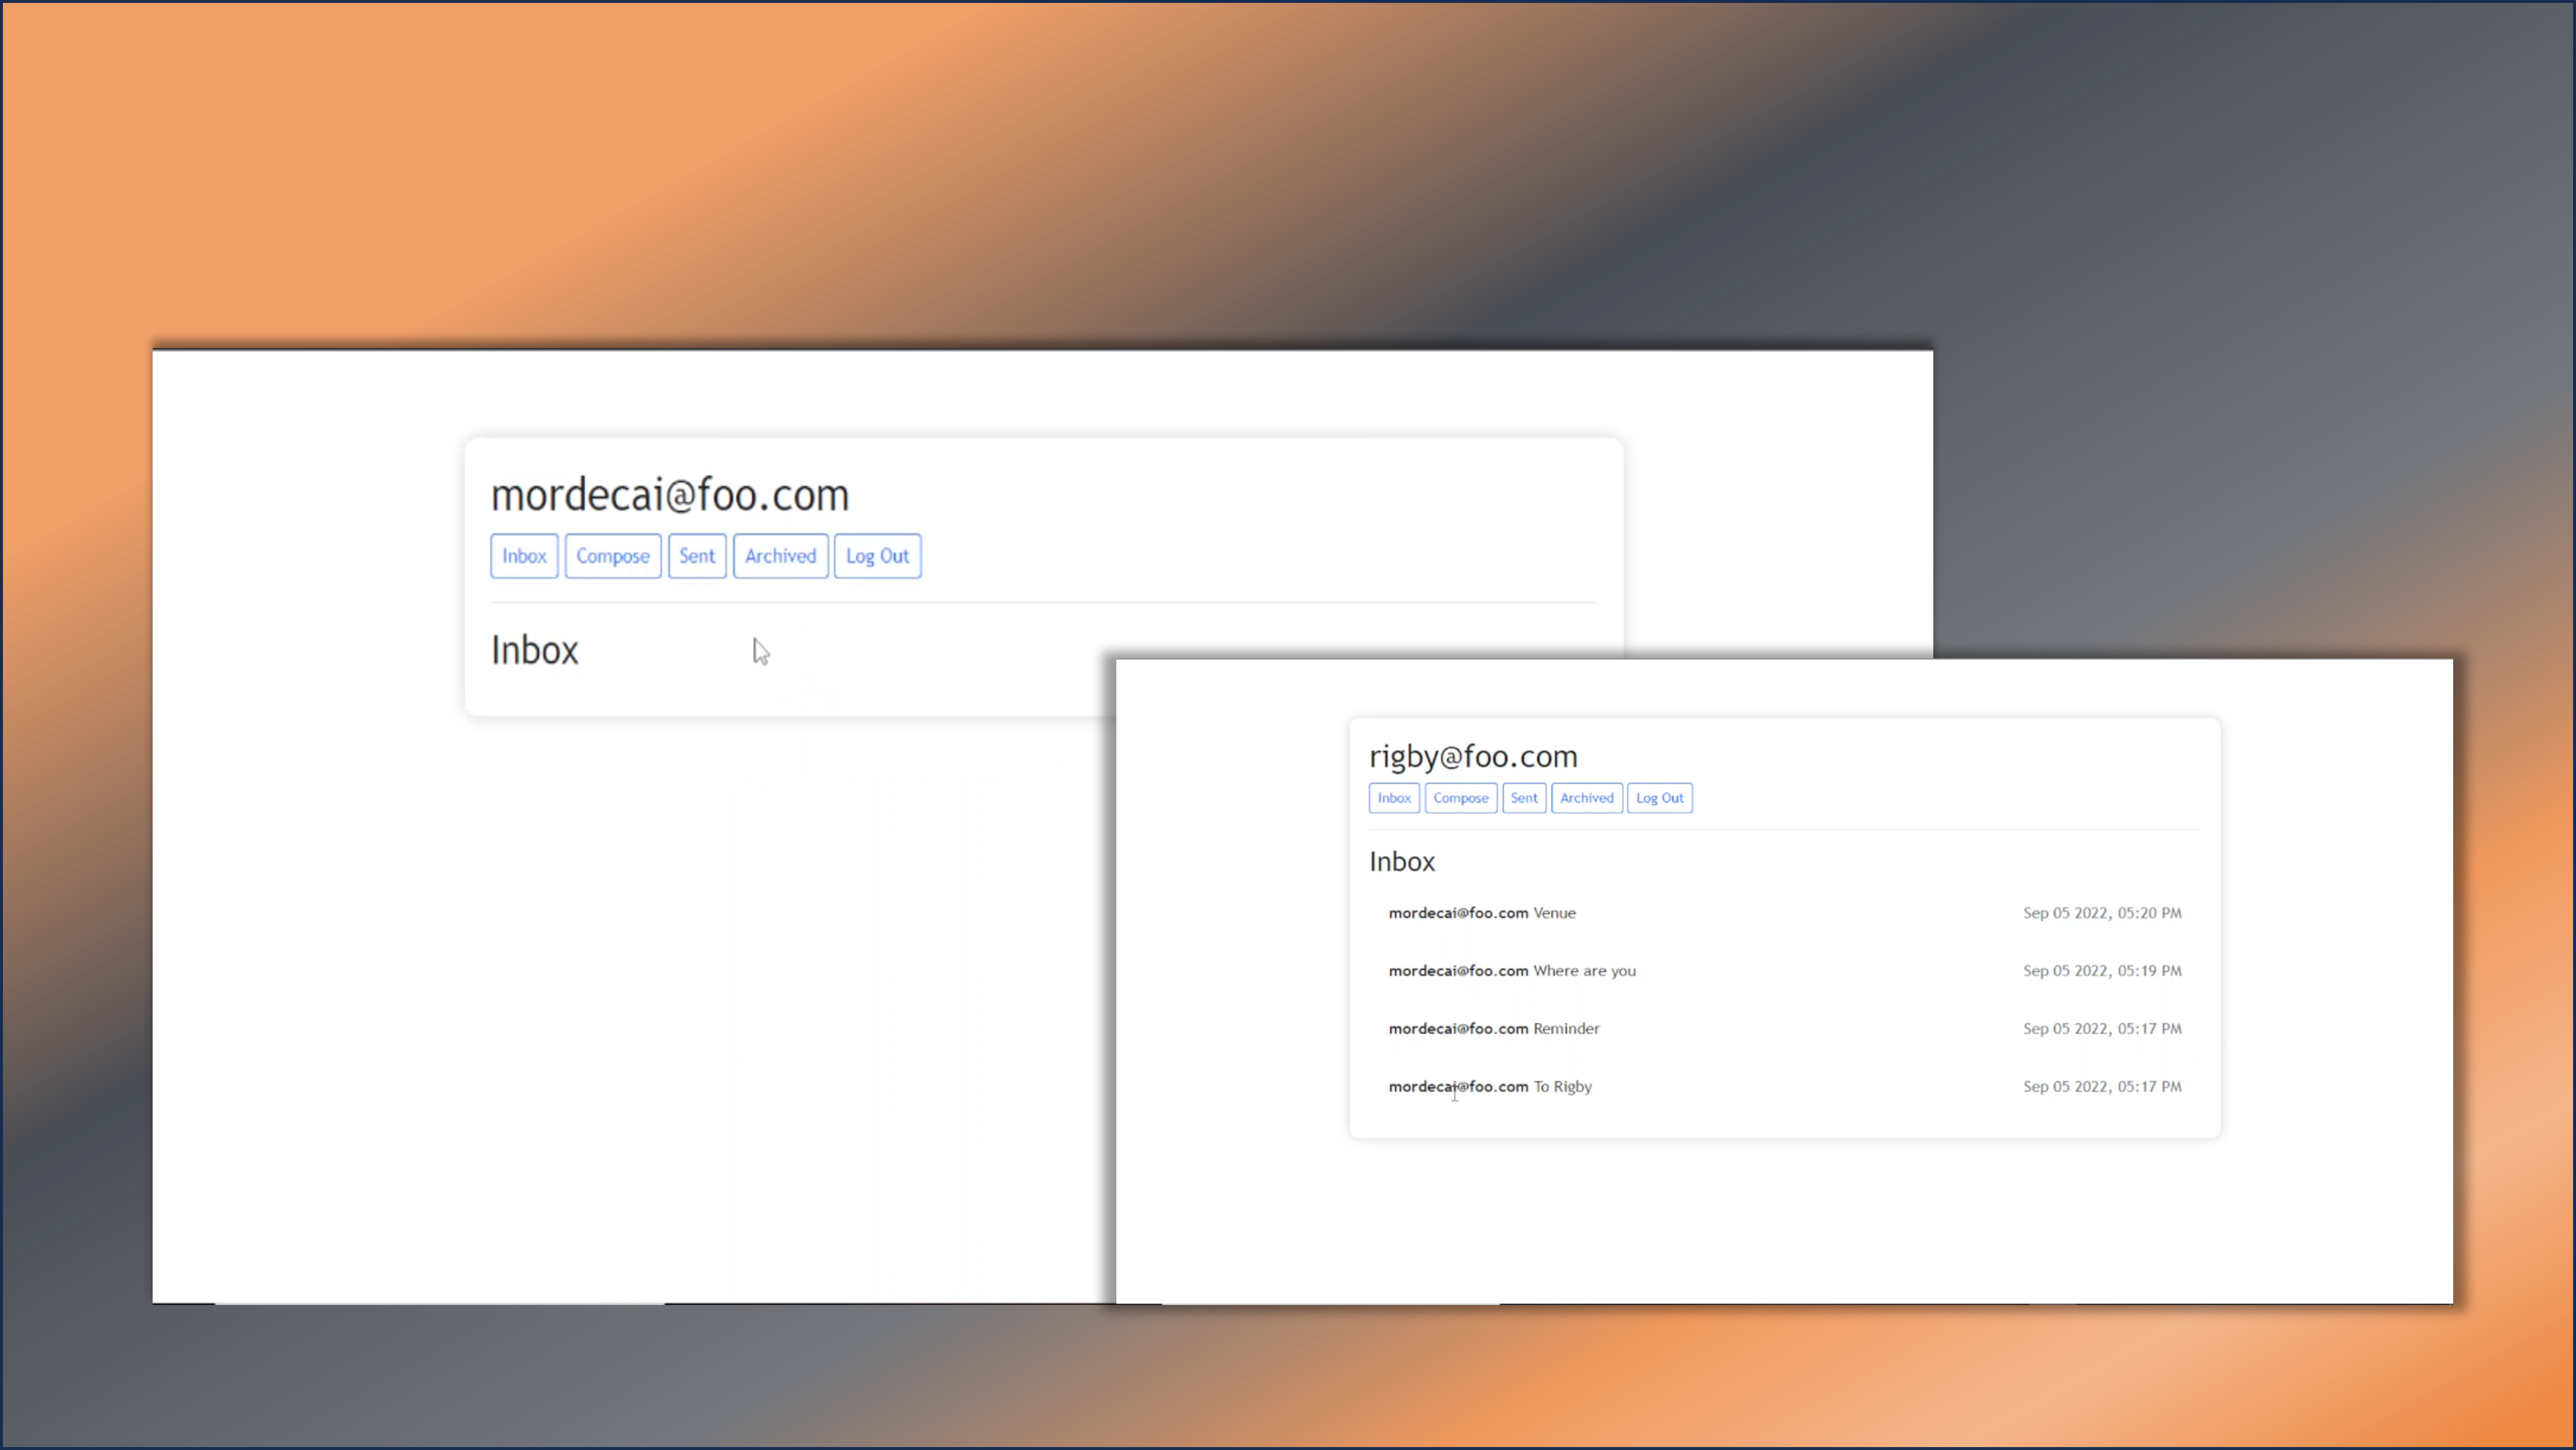 mordecai@foo.com
Inbox Compose Sent Archived Log Out
Inbox
rigby@foo.com
Inbox Compose Sent Archived Log Out
Inbox
mordecai@foo.com Venue Sep 05 2022, 05:20 PM
mordecai@foo.com Where are you Sep 05 2022, 05:19 PM
mordecai@foo.com Reminder Sep 05 2022, 05:17 PM
mordecai@foo.com To Rigby Sep 05 2022, 05:17 PM